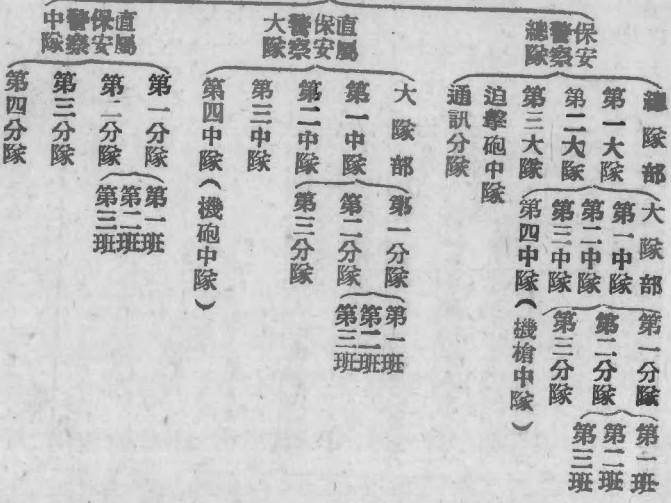 保安警察總隊
總隊部
第一大隊
第二大隊
第三大隊
迫擊砲中隊
通訊分隊
大隊部
第一中隊
第二中隊
第三中隊
第四中隊（機槍中隊）
第一分隊
第二分隊
第三分隊
第一班
第二班
第三班
直屬保安警察大隊
大隊部
第一中隊
第二中隊
第三中隊
第四中隊（機砲中隊）
第一分隊
第二分隊
第三分隊
第一班
第二班
第三班
直屬保安警察中隊
第一分隊
第二分隊
第三分隊
第四分隊
第一班
第二班
第三班